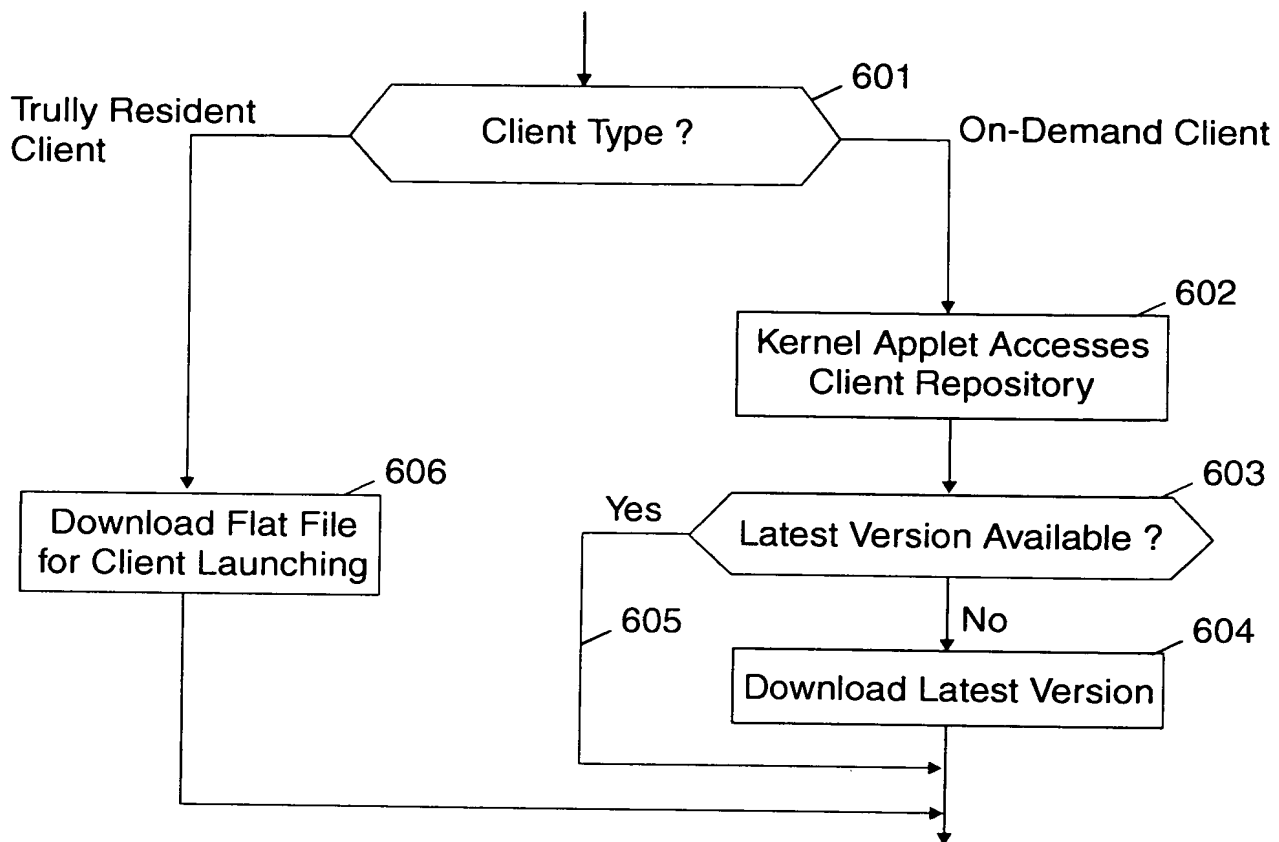 601
Trully Resident
Client
Client Type ?
On-Demand Client
602
Kernel Applet Accesses
Client Repository
606
Download Flat File
for Client Launching
603
Yes
Latest Version Available ?
605
No
604
Download Latest Version